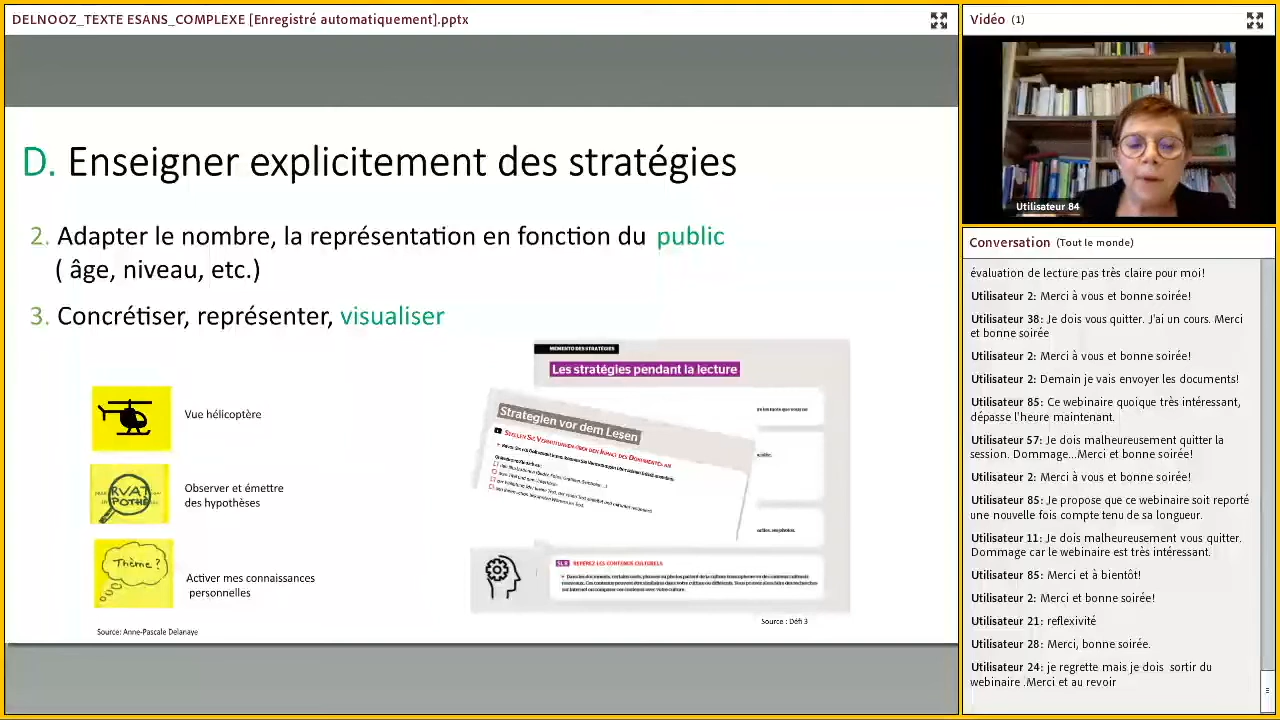 DELNOOZ_TEXTE ESANS_COMPLEXE [Enregistré automatiquement].pptx
D. Enseigner explicitement des stratégies
2. Adapter le nombre, la représentation en fonction du public
( âge, niveau, etc.)
3. Concrétiser, représenter, visualiser
Vue hélicoptère
Observer et émettre
des hypothèses
Thème?
Activer mes connaissances
personnelles
Source: Anne-Pascale Delanaye
MÉMENTO DES STRATÉGIES
Les stratégies pendant la lecture
Strategien vor dem Lesen
REPÉREZ LES CONTENUS CULTURELS
Source : Défi 3
Vidéo (1)
Utilisateur 84
Conversation (Tout le monde)
évaluation de lecture pas très claire pour moi!
Utilisateur 2: Merci à vous et bonne soirée!
Utilisateur 38: Je dois vous quitter. J'ai un cours. Merci
et bonne soirée
Utilisateur 2: Merci à vous et bonne soirée!
Utilisateur 2: Demain je vais envoyer les documents!
Utilisateur 85: Ce webinaire quoique très intéressant,
dépasse l'heure maintenant.
Utilisateur 57: Je dois malheureusement quitter la
session. Dommage...Merci et bonne soirée!
Utilisateur 2: Merci à vous et bonne soirée!
Utilisateur 85: Je propose que ce webinaire soit reporté
une nouvelle fois compte tenu de sa longueur.
Utilisateur 11: Je dois malheureusement vous quitter.
Dommage car le webinaire est très interessant.
Utilisateur 85: Merci et à bientôt!
Utilisateur 2: Merci et bonne soirée!
Utilisateur 21: reflexivité
Utilisateur 28: Merci, bonne soirée.
Utilisateur 24: je regrette mais je dois sortir du
webinaire .Merci et au revoir